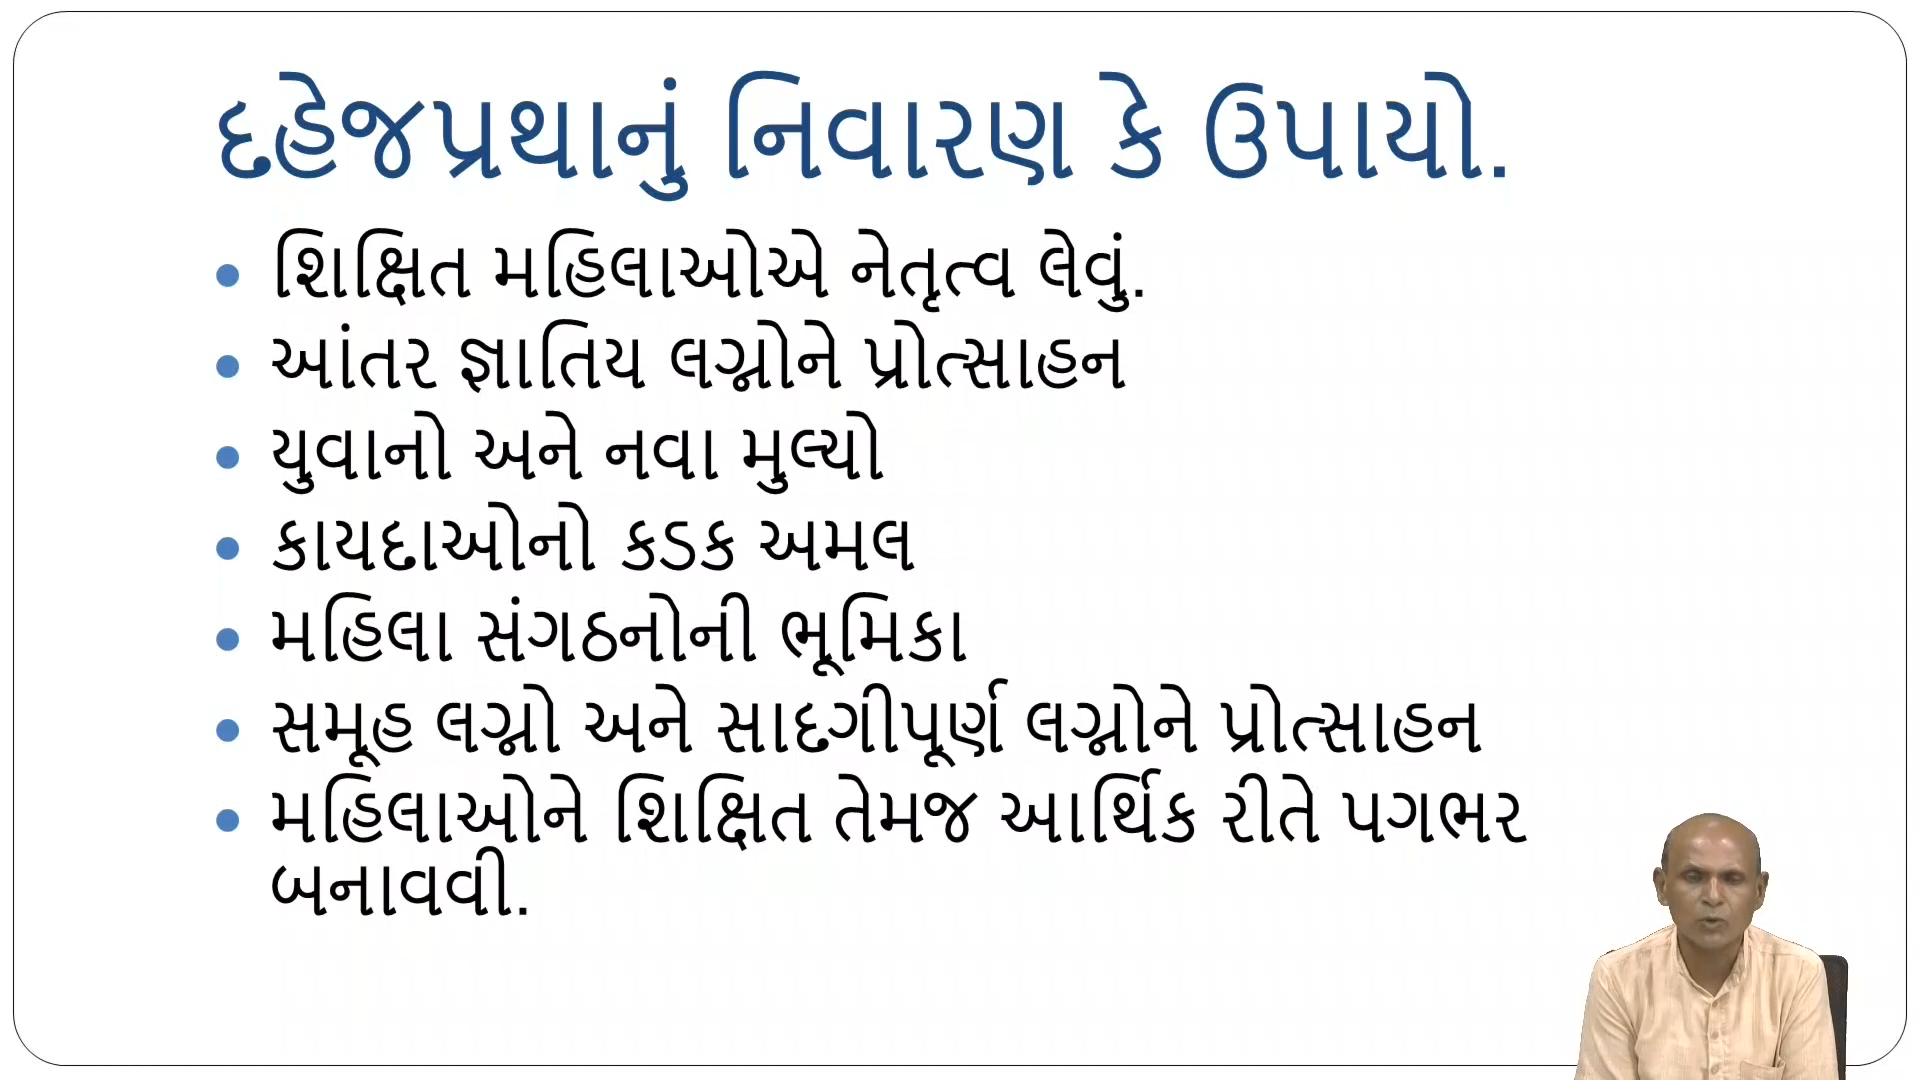 દહેજપ્રથાનું નિવારણ કે ઉપાયો.
• શિક્ષિત મહિલાઓએ નેતૃત્વ લેવું.
• આંતર જ્ઞાતિય લગ્નોને પ્રોત્સાહન
• યુવાનો અને નવા મુલ્યો
• કાયદાઓનો કડક અમલ
• મહિલા સંગઠનોની ભૂમિકા
• સમૂહ લગ્નો અને સાદગીપૂર્ણ લગ્નોને પ્રોત્સાહન
• મહિલાઓને શિક્ષિત તેમજ આર્થિક રીતે પગભર
બનાવવી.